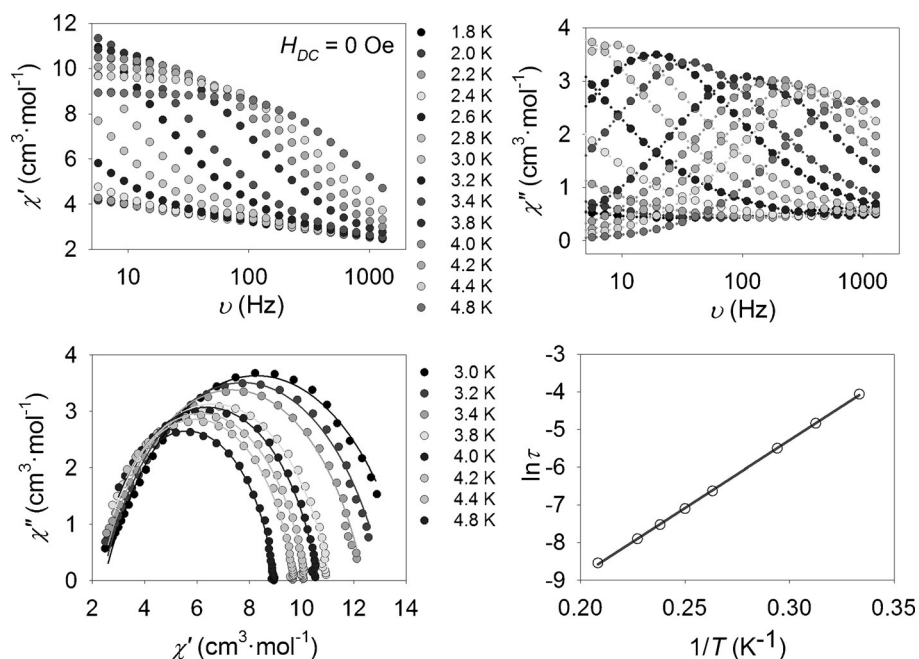 12
10
8
6
4
2
χ′ (cm³·mol⁻¹)
H_DC = 0 Oe
10 100 1000
υ (Hz)
1.8 K
2.0 K
2.2 K
2.4 K
2.6 K
2.8 K
3.0 K
3.2 K
3.4 K
3.8 K
4.0 K
4.2 K
4.4 K
4.8 K
4
3
2
1
0
χ″ (cm³·mol⁻¹)
10 100 1000
υ (Hz)
4
3
2
1
0
χ″ (cm³·mol⁻¹)
2 4 6 8 10 12 14
χ′ (cm³·mol⁻¹)
3.0 K
3.2 K
3.4 K
3.8 K
4.0 K
4.2 K
4.4 K
4.8 K
-3
-4
-5
-6
-7
-8
-9
lnτ
0.20 0.25 0.30 0.35
1/T (K⁻¹)